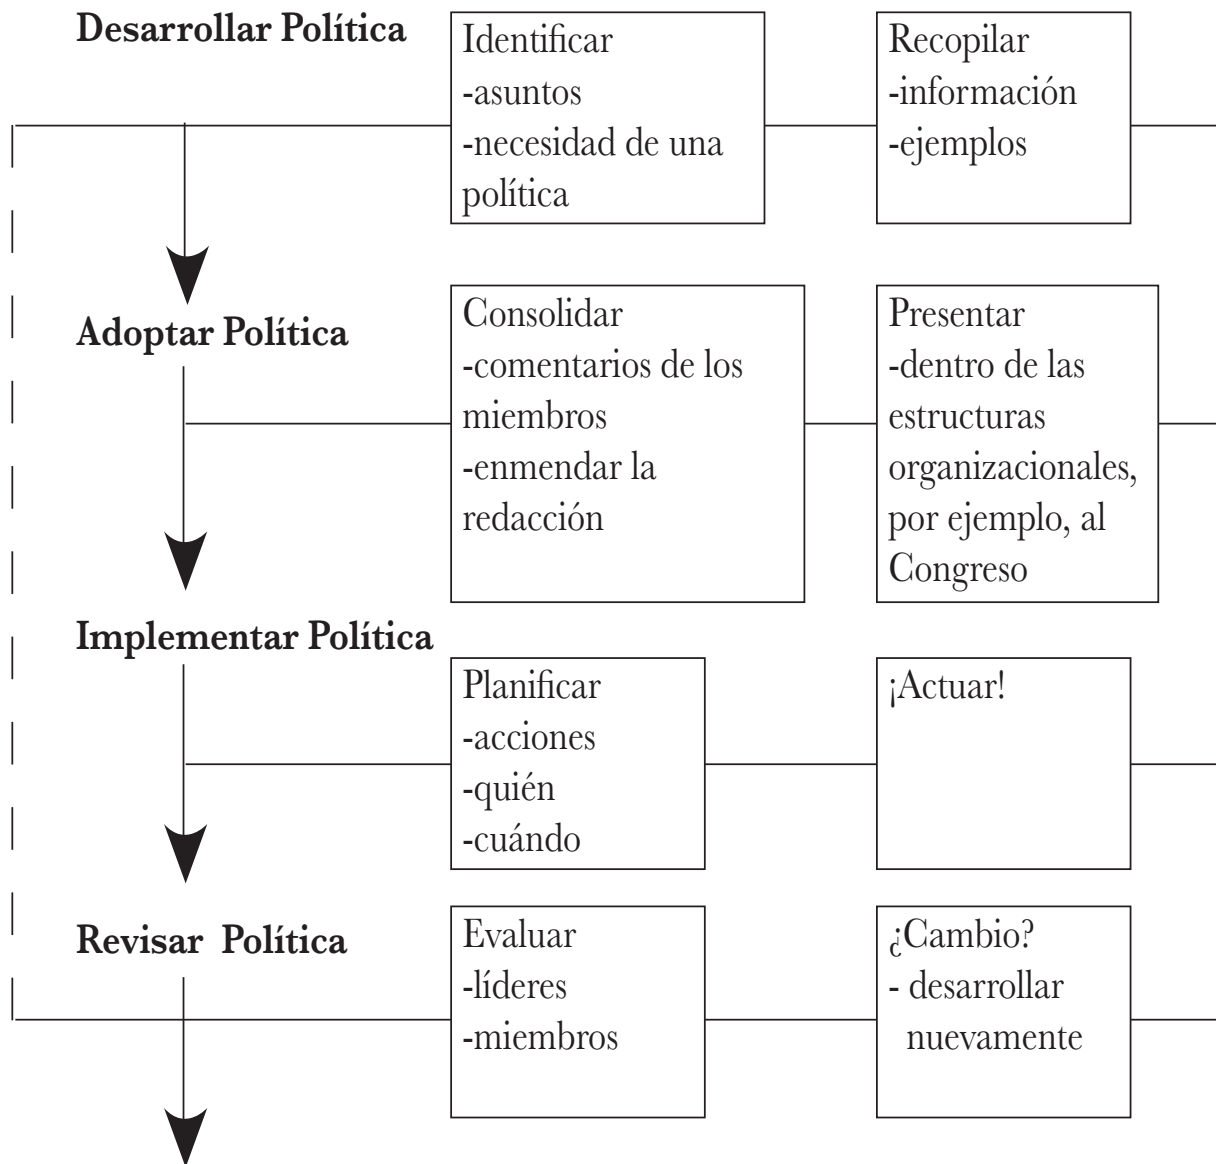 Desarrollar Política
Identificar
-asuntos
-necesidad de una
política
Recopilar
-información
-ejemplos
Adoptar Política
Consolidar
-comentarios de los
miembros
-enmendar la
redacción
Presentar
-dentro de las
estructuras
organizacionales,
por ejemplo, al
Congreso
Implementar Política
Planificar
-acciones
-quién
-cuándo
¡Actuar!
Revisar Política
Evaluar
-líderes
-miembros
¿Cambio?
- desarrollar
nuevamente